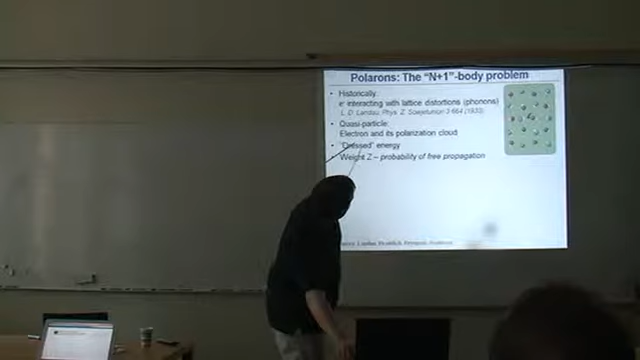 Polarons: The "N+1"-body problem
• Historically:
e⁻ interacting with lattice distortions (phonons)
L. D. Landau, Phys. Z. Sowjetunion 3 664 (1933)
• Quasi-particle:
Electron and its polarization cloud
• "Dressed" energy
• Weight Z – probability of free propagation
Landau